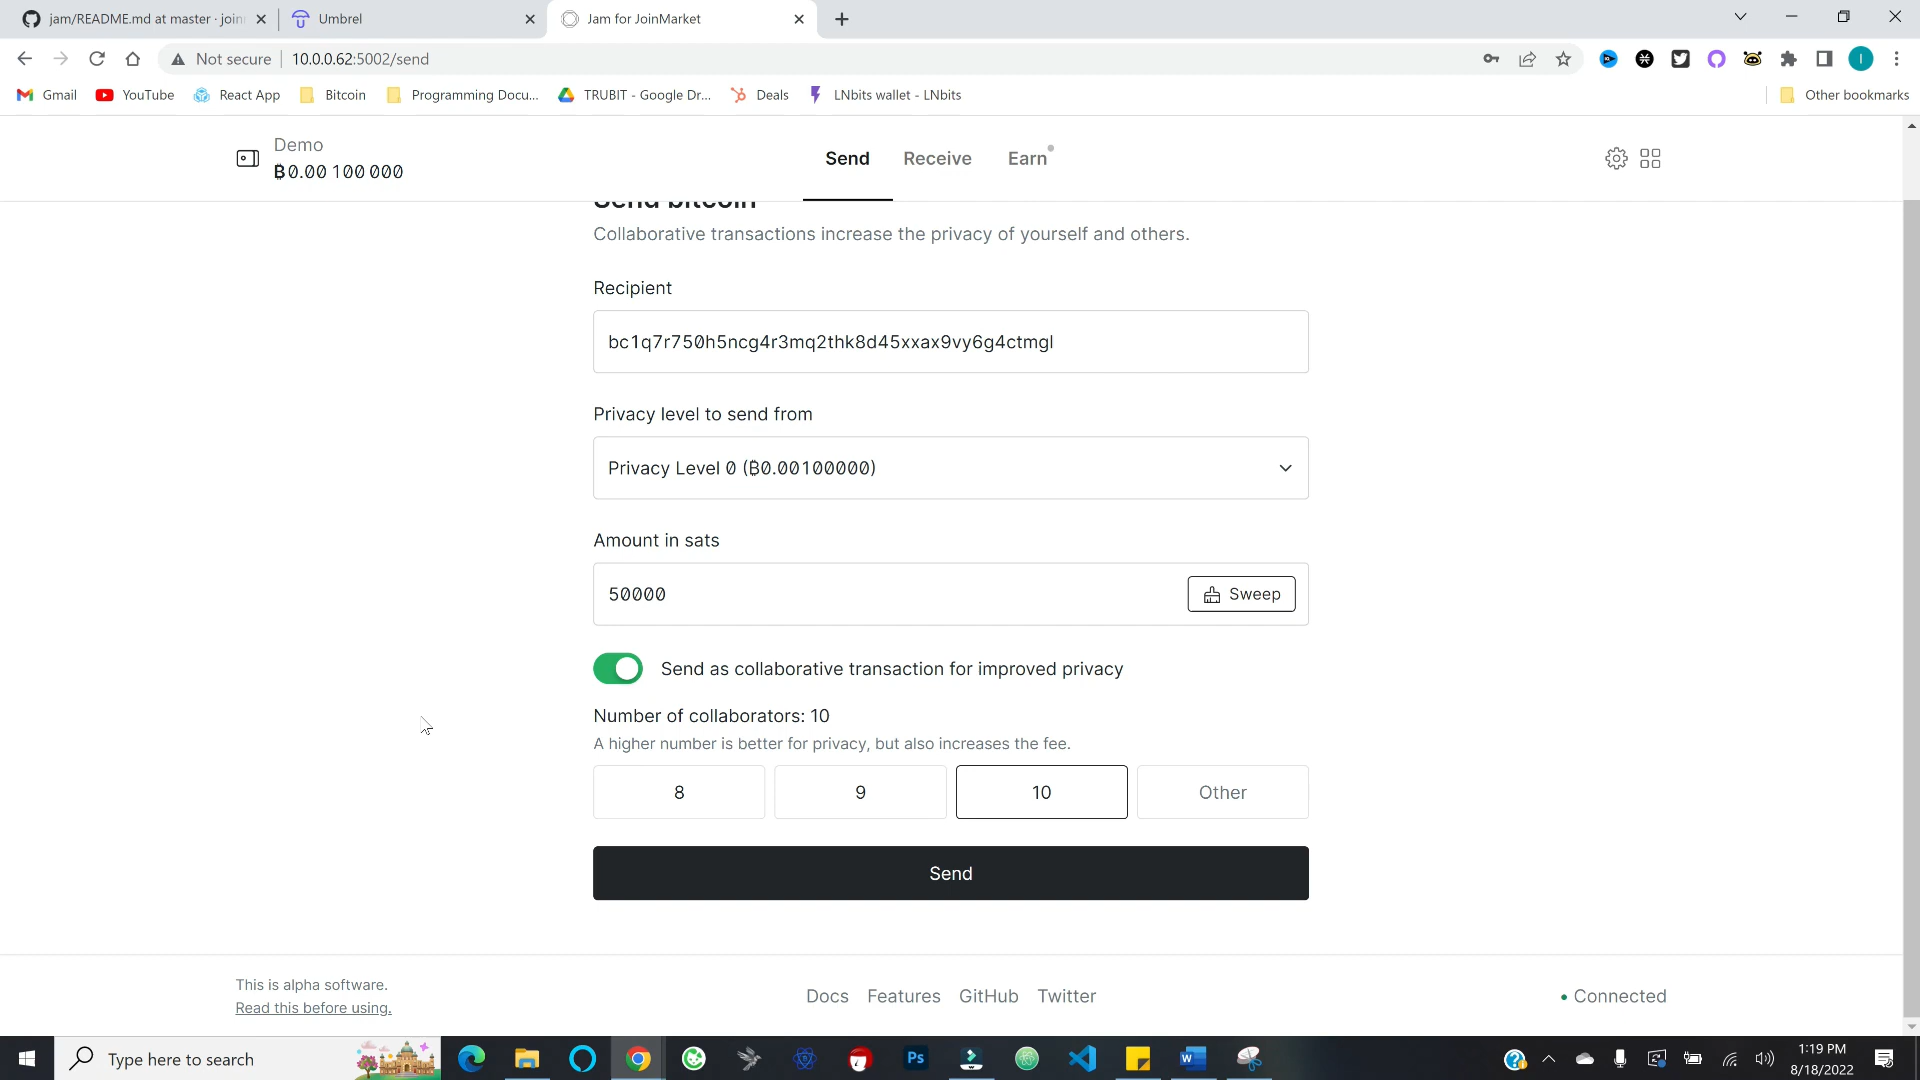 jam/README.md at master · join
Umbrel
Jam for JoinMarket
Not secure
10.0.0.62:5002/send
I
Gmail
YouTube
React App
Bitcoin
Programming Docu...
TRUBIT - Google Dr...
Deals
LNbits wallet - LNbits
Other bookmarks
Demo
₿0.00 100 000
Send
Receive
Earn
Send bitcoin
Collaborative transactions increase the privacy of yourself and others.
Recipient
bc1q7r750h5ncg4r3mq2thk8d45xxax9vy6g4ctmgl
Privacy level to send from
Privacy Level 0 (₿0.00100000)
Amount in sats
50000
Sweep
Send as collaborative transaction for improved privacy
Number of collaborators: 10
A higher number is better for privacy, but also increases the fee.
8
9
10
Other
Send
This is alpha software.
Read this before using.
Docs
Features
GitHub
Twitter
Connected
Type here to search
Ps
1:19 PM
8/18/2022